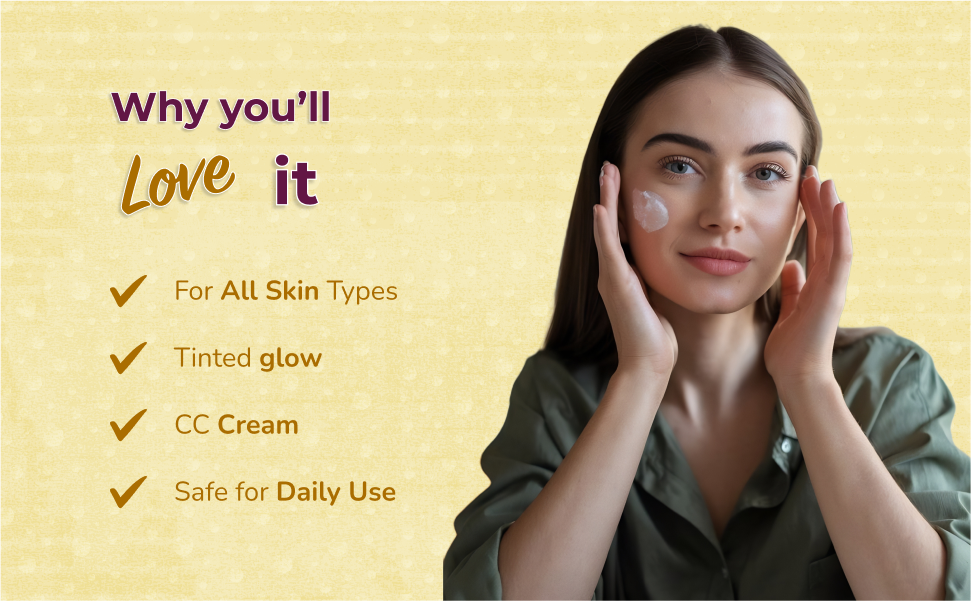 Why you’ll
Love it
For All Skin Types
Tinted glow
CC Cream
Safe for Daily Use